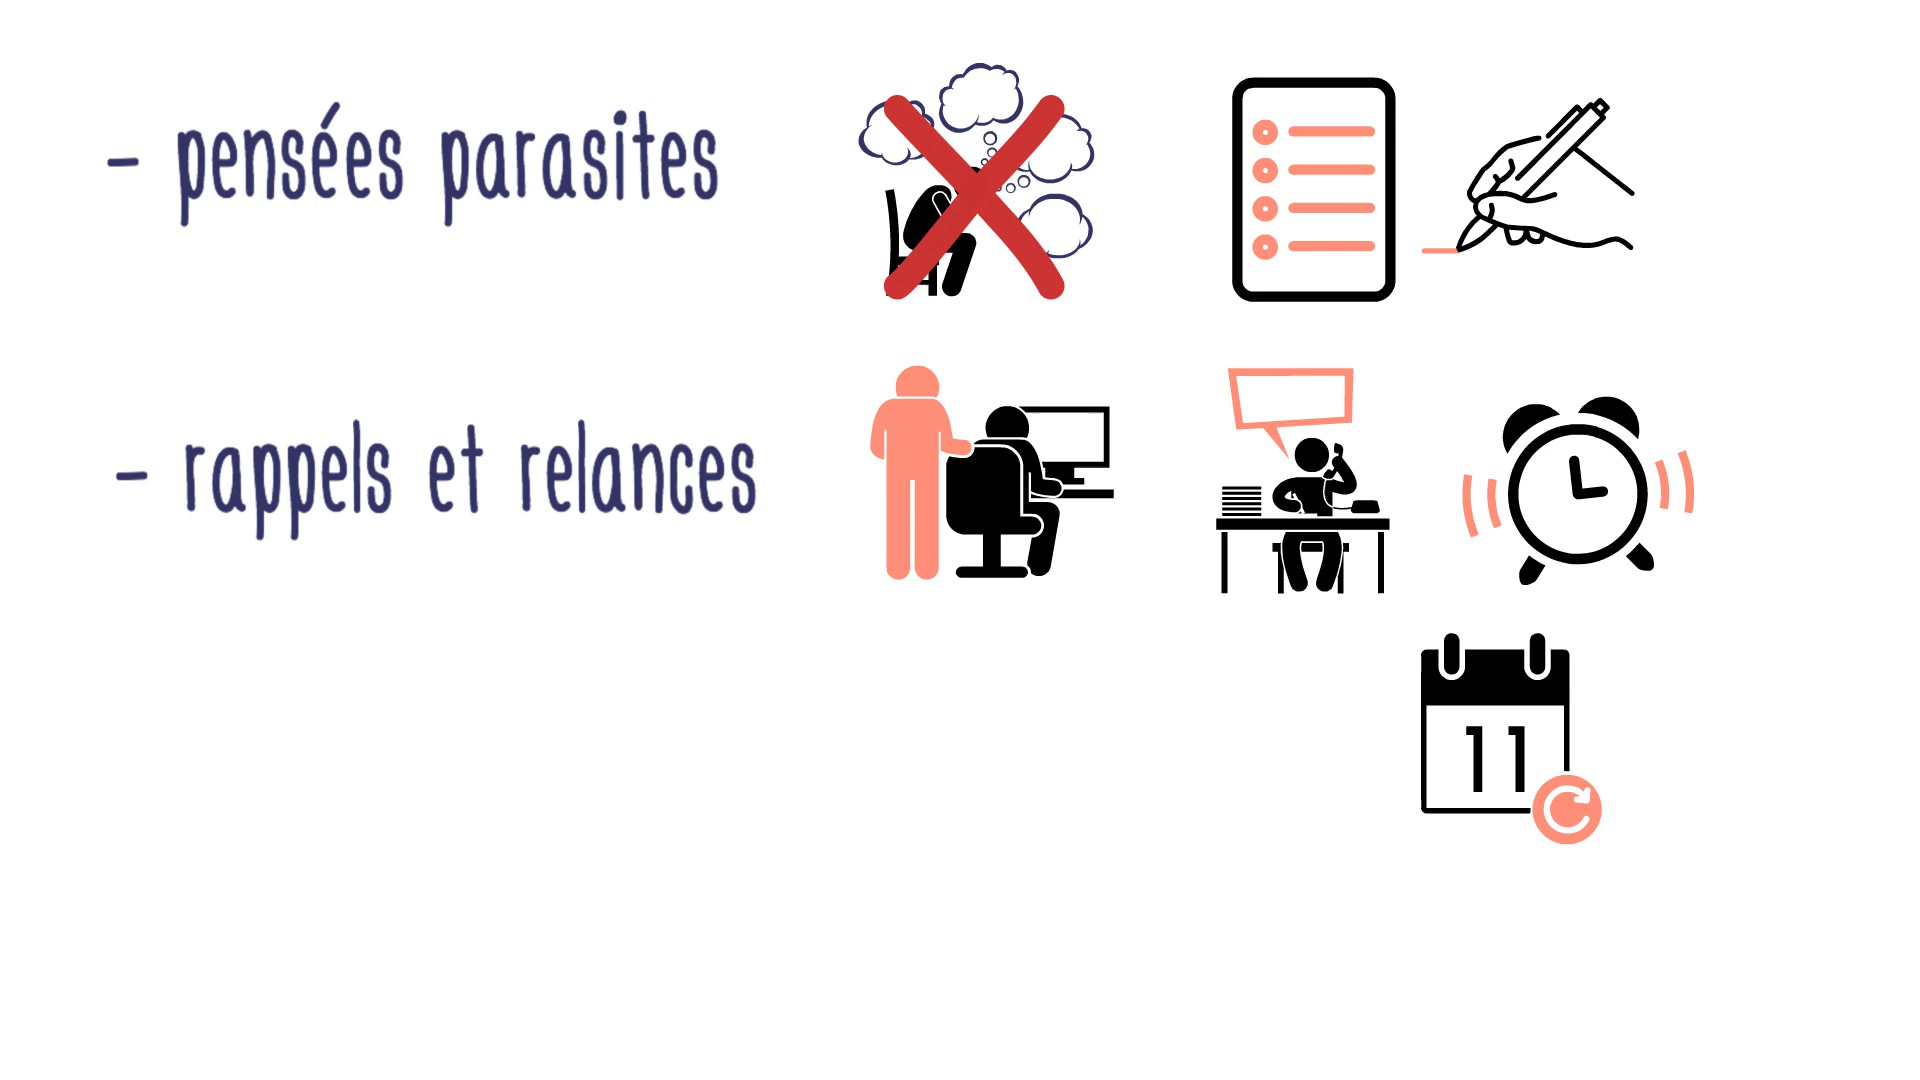 - pensées parasites
- rappels et relances
11